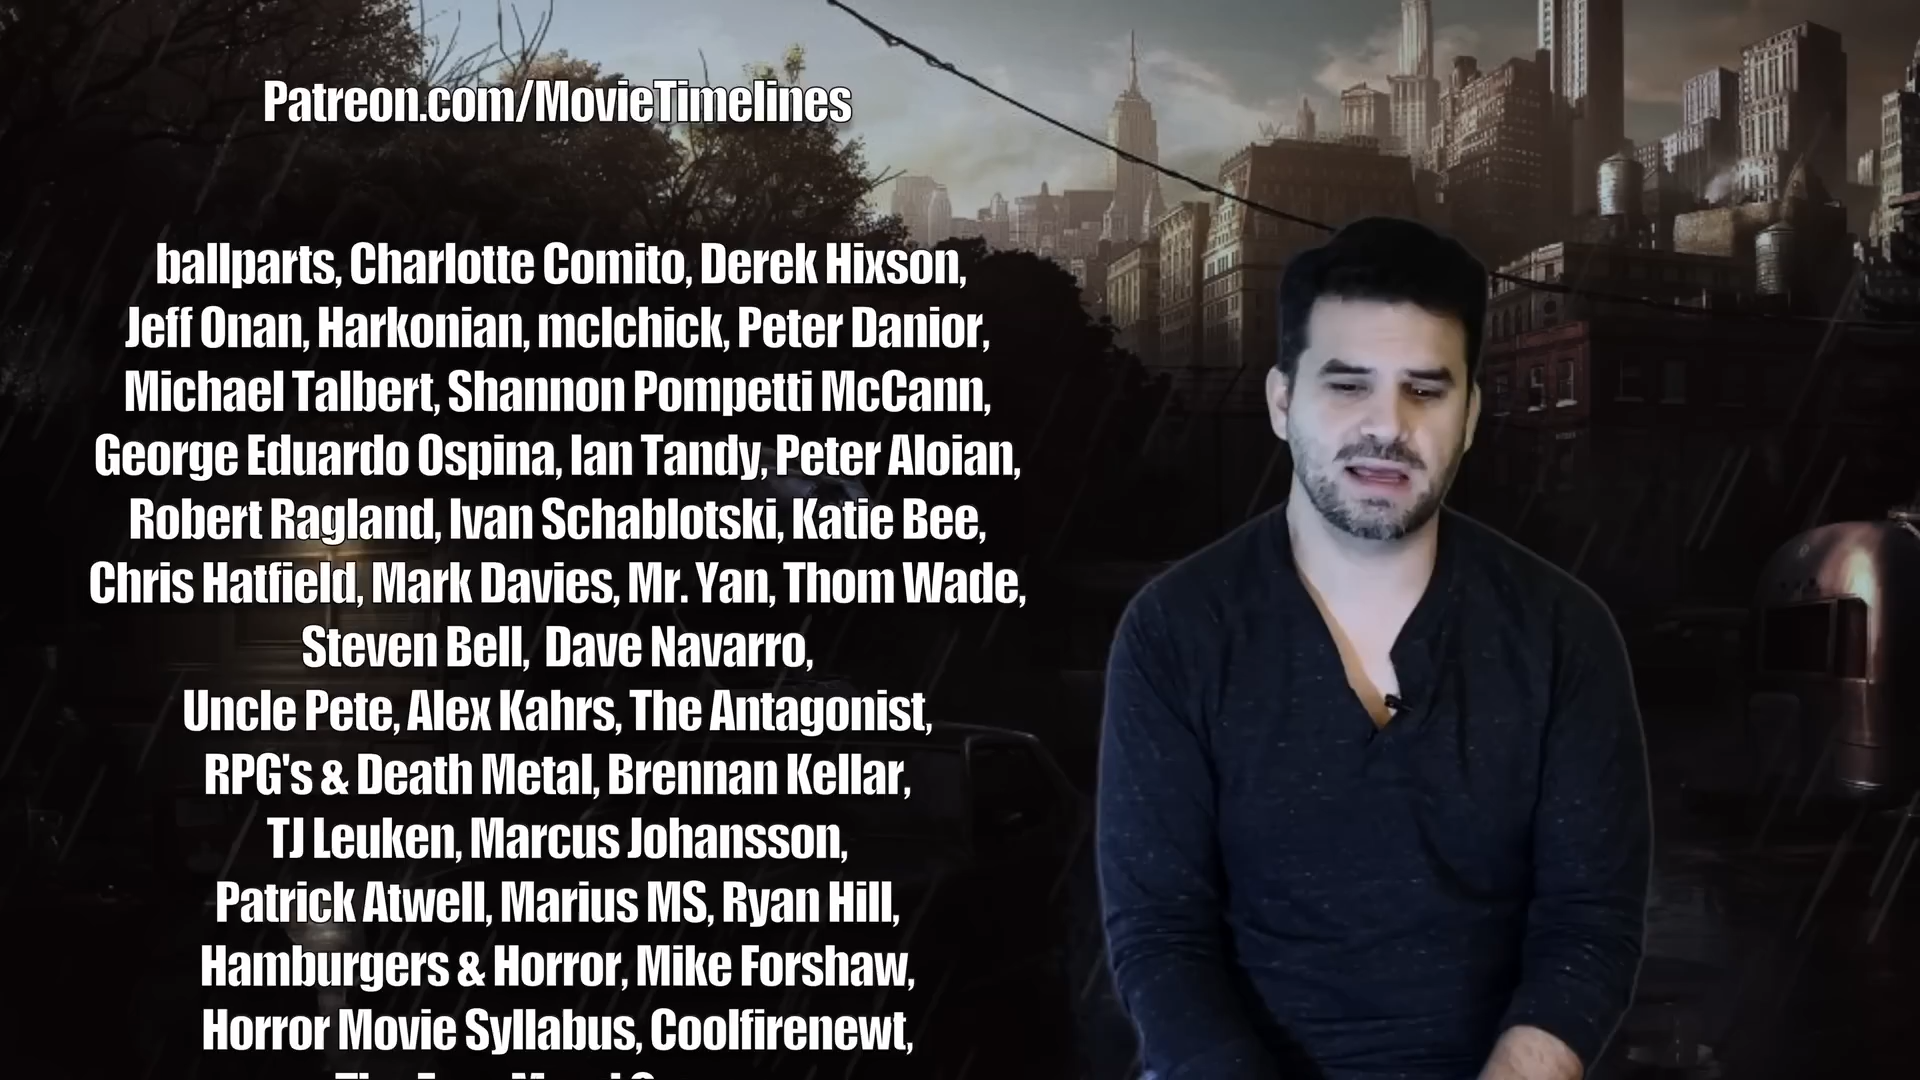 Patreon.com/MovieTimelines
ballparts, Charlotte Comito, Derek Hixson,
Jeff Onan, Harkonian, mclchick, Peter Danior,
Michael Talbert, Shannon Pompetti McCann,
George Eduardo Ospina, Ian Tandy, Peter Aloian,
Robert Ragland, Ivan Schablotski, Katie Bee,
Chris Hatfield, Mark Davies, Mr. Yan, Thom Wade,
Steven Bell, Dave Navarro,
Uncle Pete, Alex Kahrs, The Antagonist,
RPG's & Death Metal, Brennan Kellar,
TJ Leuken, Marcus Johansson,
Patrick Atwell, Marius MS, Ryan Hill,
Hamburgers & Horror, Mike Forshaw,
Horror Movie Syllabus, Coolfirenewt,